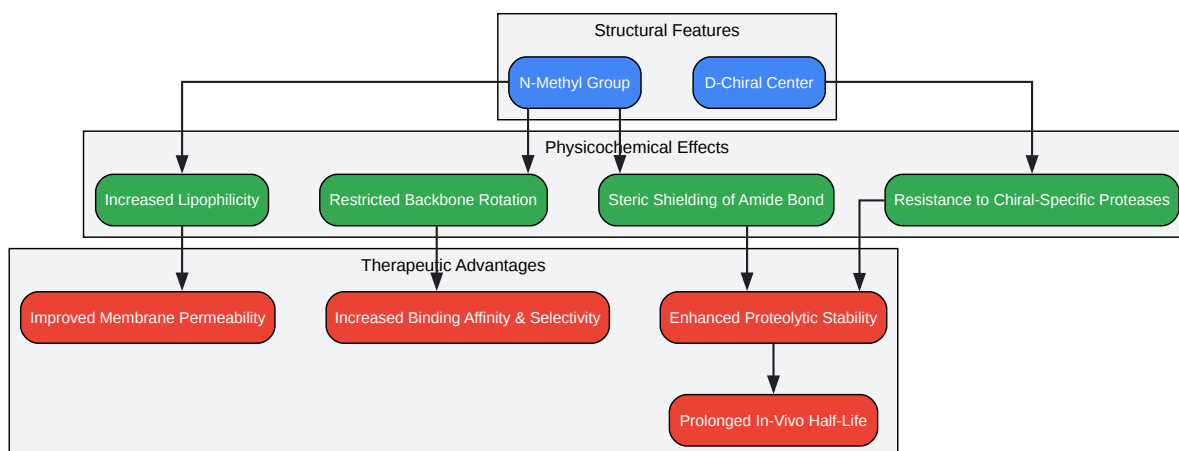 Structural Features
N-Methyl Group
D-Chiral Center
Physicochemical Effects
Increased Lipophilicity
Restricted Backbone Rotation
Steric Shielding of Amide Bond
Resistance to Chiral-Specific Proteases
Therapeutic Advantages
Improved Membrane Permeability
Increased Binding Affinity & Selectivity
Enhanced Proteolytic Stability
Prolonged In-Vivo Half-Life